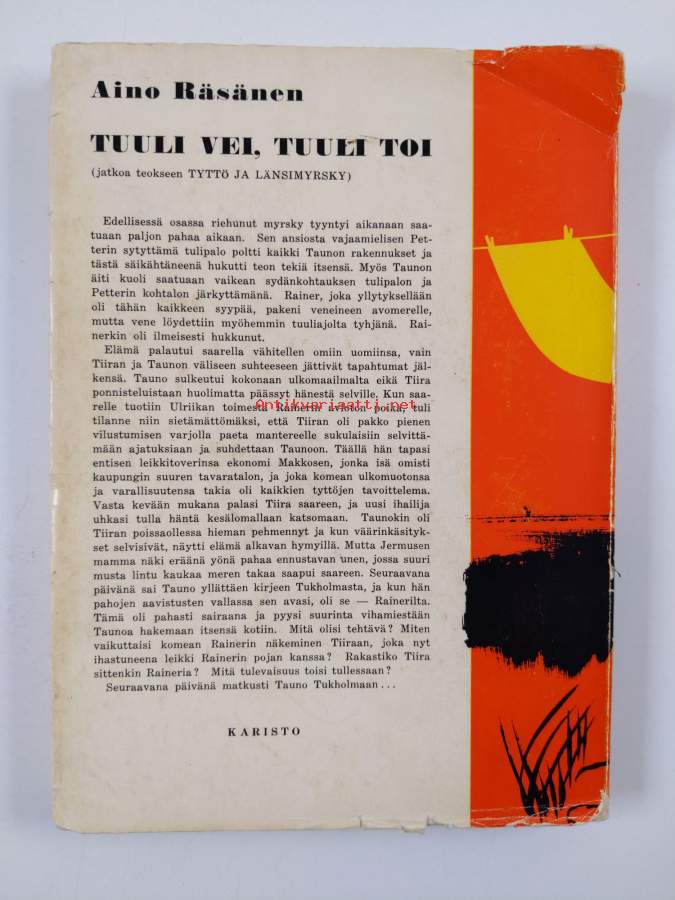 Aino Räsänen
TUULI VEI, TUULI TOI
(jatkoa teokseen TYTTÖ JA LÄNSIMYRSKY)
Edellisessä osassa riehunut myrsky tyyntyi aikanaan saa-
tuaan paljon pahaa aikaan. Sen ansiosta vajaamielisen Pet-
terin sytyttämä tulipalo poltti kaikki Taunon rakennukset ja
tästä säikähtäneenä hukutti teon tekiä itsensä. Myös Taunon
äiti kuoli saatuaan vaikean sydänkohtauksen tulipalon ja
Petterin kohtalon järkyttämänä. Rainer, joka yllytyksellään
oli tähän kaikkeen syypää, pakeni veneineen avomerelle,
mutta vene löydettiin myöhemmin tuuliajolta tyhjänä. Rai-
nerkin oli ilmeisesti hukkunut.
Elämä palautui saarella vähitellen omiin uomiinsa, vain
Tiiran ja Taunon väliseen suhteeseen jättivät tapahtumat jäl-
kensä. Tauno sulkeutui kokonaan ulkomaailmalta eikä Tiira
ponnisteluistaan huolimatta päässyt hänestä selville. Kun saa-
relle tuotiin Ulriikan toimesta Rainerin avioton poika, tuli
tilanne niin sietämättömäksi, että Tiiran oli pakko pienen
vilustumisen varjolla paeta mantereelle sukulaisiin selvittä-
mään ajatuksiaan ja suhdettaan Taunoon. Täällä hän tapasi
entisen leikkitoverinsa ekonomi Makkosen, jonka isä omisti
kaupungin suuren tavaratalon, ja joka komean ulkomuotonsa
ja varallisuutensa takia oli kaikkien tyttöjen tavoittelema.
Vasta kevään mukana palasi Tiira saareen, ja uusi ihailija
uhkasi tulla häntä kesälomallaan katsomaan. Taunokin oli
Tiiran poissaollessa hieman pehmennyt ja kun väärinkäsityk-
set selvisivät, näytti elämä alkavan hymyillä. Mutta Jermusen
mamma näki eräänä yönä pahaa ennustavan unen, jossa suuri
musta lintu kaukaa meren takaa saapui saareen. Seuraavana
päivänä sai Tauno yllättäen kirjeen Tukholmasta, ja kun hän
pahojen aavistusten vallassa sen avasi, oli se — Rainerilta.
Tämä oli pahasti sairaana ja pyysi suurinta vihamiestään
Taunoa hakemaan itsensä kotiin. Mitä olisi tehtävä? Miten
vaikuttaisi komean Rainerin näkeminen Tiiraan, joka nyt
ihastuneena leikki Rainerin pojan kanssa? Rakastiko Tiira
sittenkin Raineria? Mitä tulevaisuus toisi tullessaan?
Seuraavana päivänä matkusti Tauno Tukholmaan...
KARISTO
Antikvariaatti.net